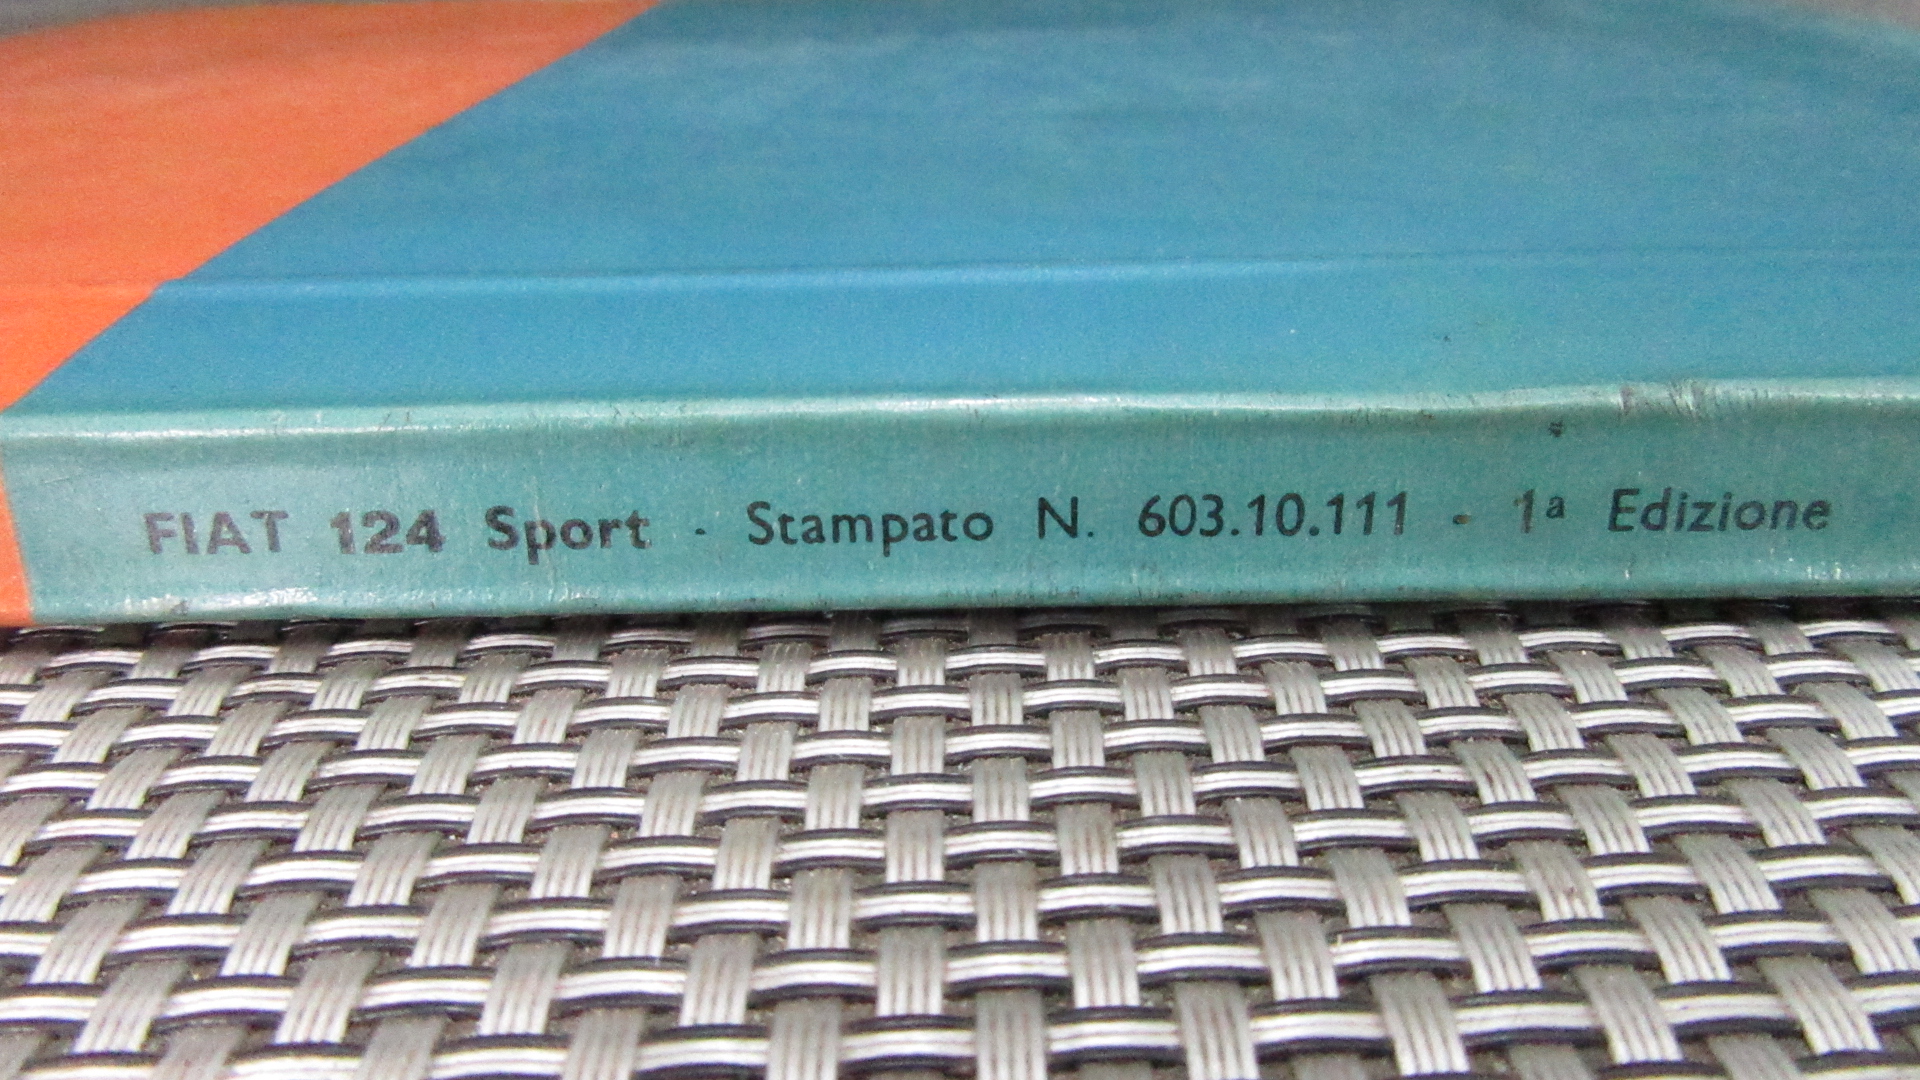 FIAT 124 Sport - Stampato N. 603.10.111 - 1ª Edizione